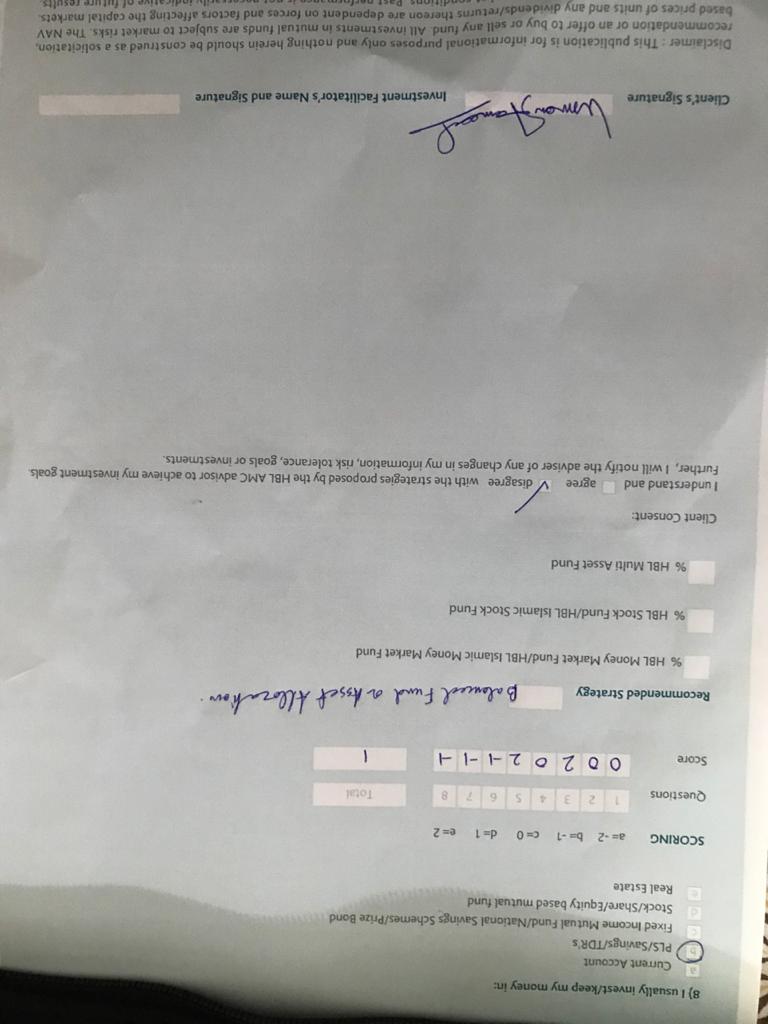 8) I usually invest/keep my money in:
a Current Account
b PLS/Savings/TDR's
c Fixed Income Mutual Fund/National Savings Schemes/Prize Bond
d Stock/Share/Equity based mutual fund
e Real Estate
SCORING a= -2 b= -1 c= 0 d= 1 e= 2
Questions 1 2 3 4 5 6 7 8 Total
Score 0 0 2 0 2 -1 -1 -1 1
Recommended Strategy Balanced Fund or Asset Allocation.
% HBL Money Market Fund/HBL Islamic Money Market Fund
% HBL Stock Fund/HBL Islamic Stock Fund
% HBL Multi Asset Fund
Client Consent:
I understand and agree disagree with the strategies proposed by the HBL AMC advisor to achieve my investment goals.
Further, I will notify the adviser of any changes in my information, risk tolerance, goals or investments.
Client's Signature Investment Facilitator's Name and Signature
Disclaimer : This publication is for informational purposes only and nothing herein should be construed as a solicitation,
recommendation or an offer to buy or sell any fund. All investments in mutual funds are subject to market risks. The NAV
based prices of units and any dividends/returns thereon are dependent on forces and factors affecting the capital markets.
conditions. Past performance is not necessarily indicative of future results.